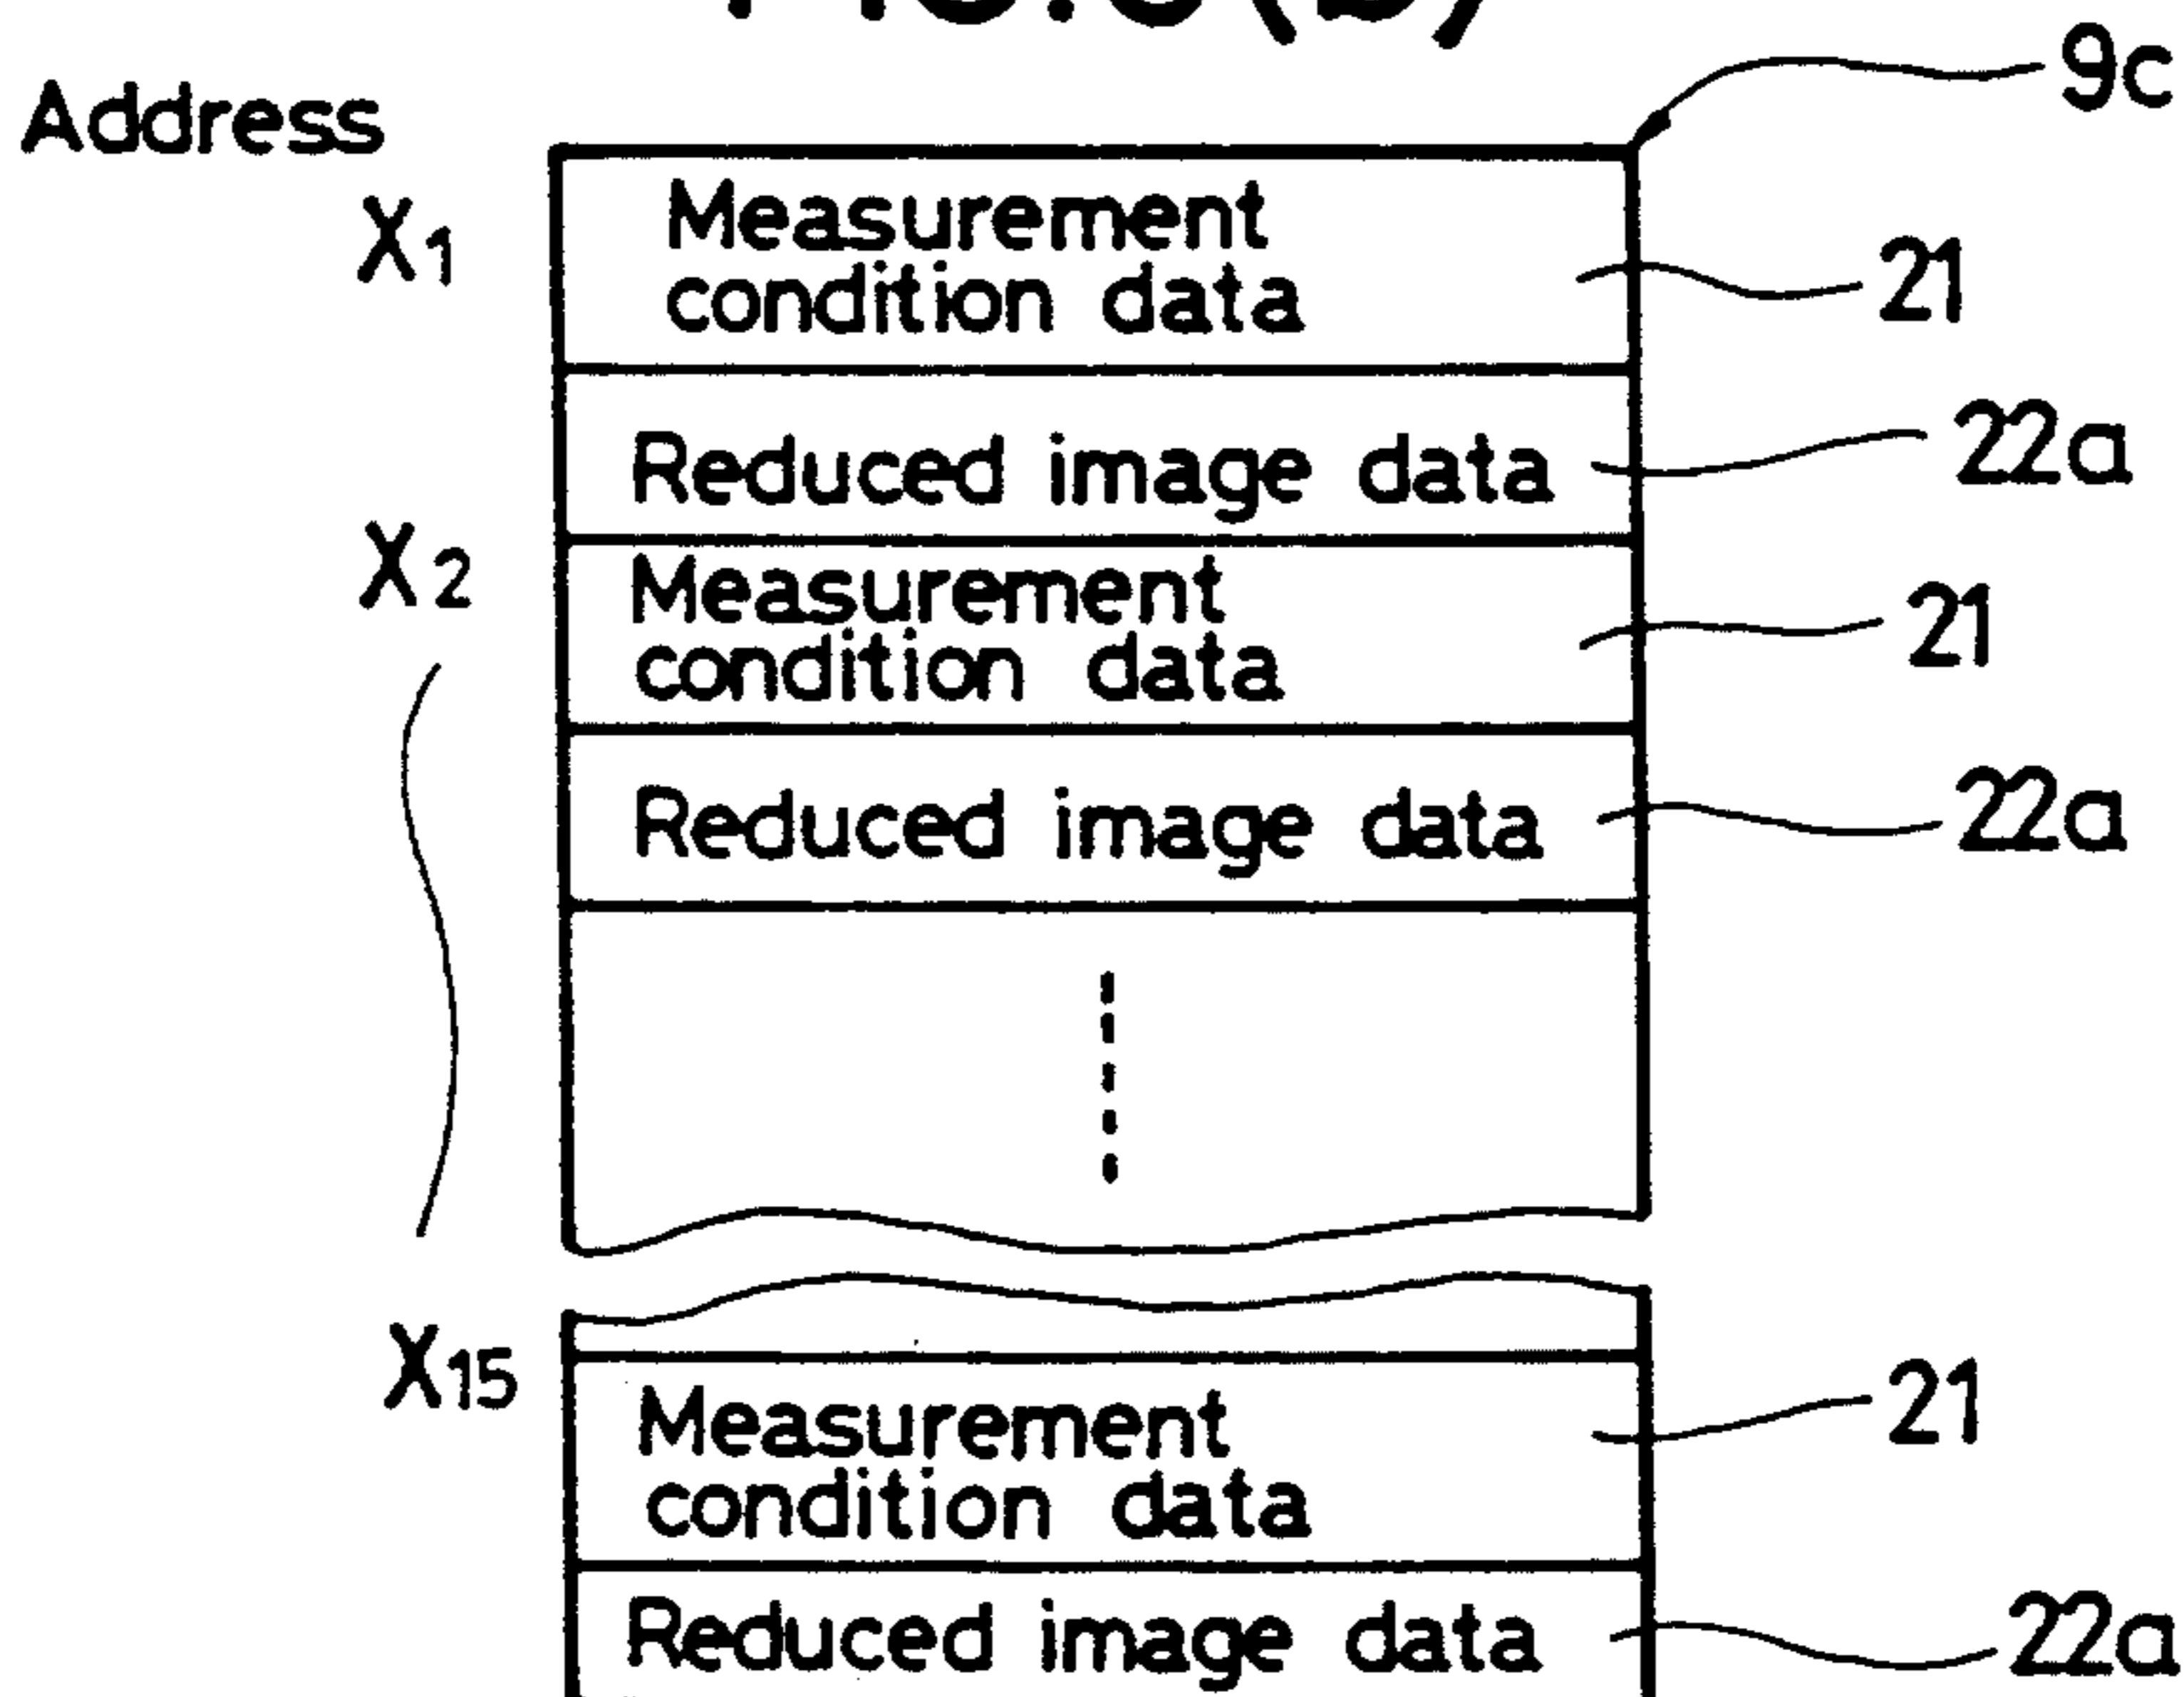 9c
Address
X1
Measurement
condition data
21
Reduced image data
22a
X2
Measurement
condition data
21
Reduced image data
22a
X15
Measurement
condition data
21
Reduced image data
22a